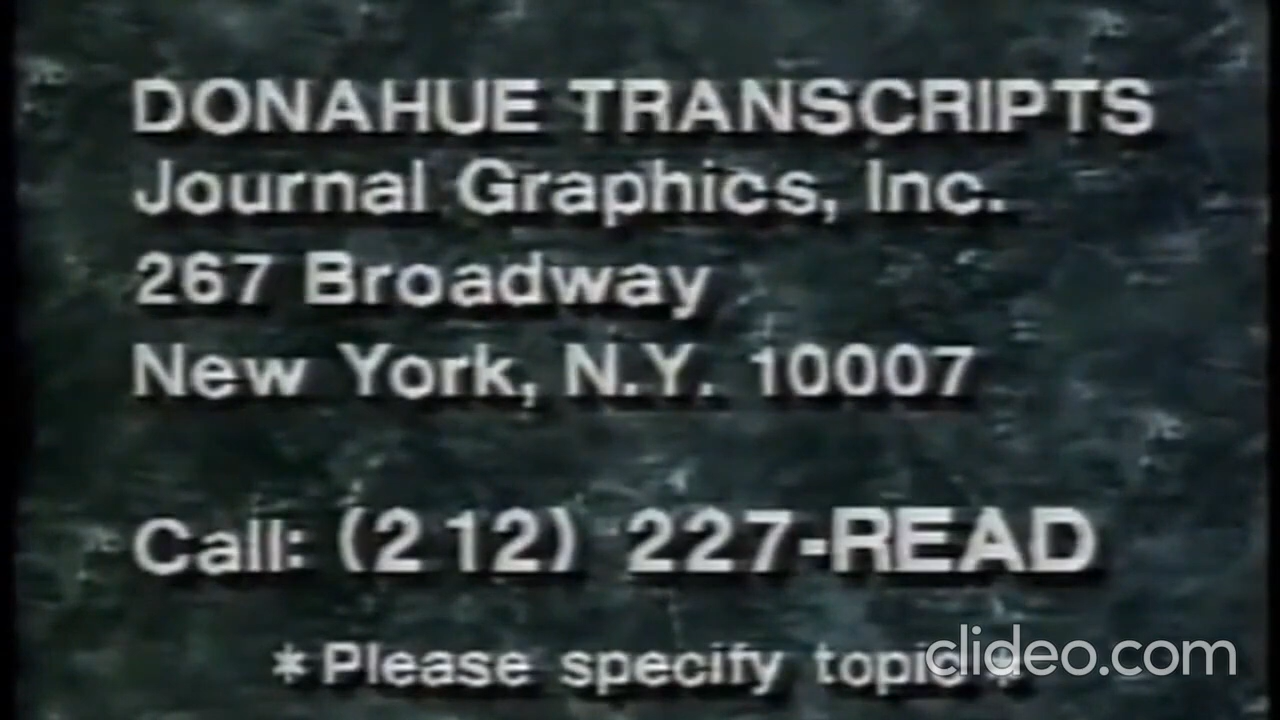 DONAHUE TRANSCRIPTS
Journal Graphics, Inc.
267 Broadway
New York, N.Y. 10007
Call: (212) 227-READ
*Please specify topic*
clideo.com